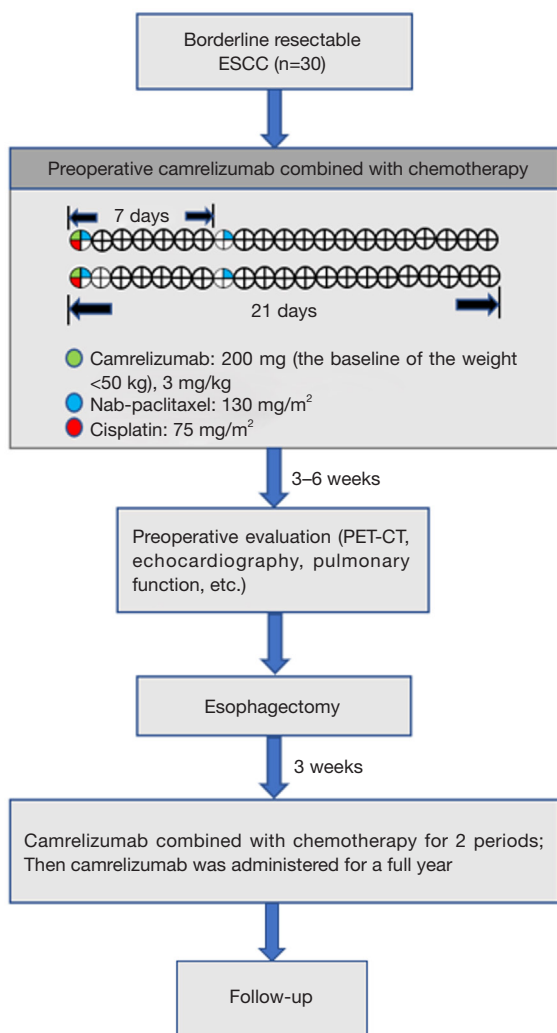 Borderline resectable
ESCC (n=30)
Preoperative camrelizumab combined with chemotherapy
7 days
21 days
Camrelizumab: 200 mg (the baseline of the weight
<50 kg), 3 mg/kg
Nab-paclitaxel: 130 mg/m²
Cisplatin: 75 mg/m²
3–6 weeks
Preoperative evaluation (PET-CT,
echocardiography, pulmonary
function, etc.)
Esophagectomy
3 weeks
Camrelizumab combined with chemotherapy for 2 periods;
Then camrelizumab was administered for a full year
Follow-up